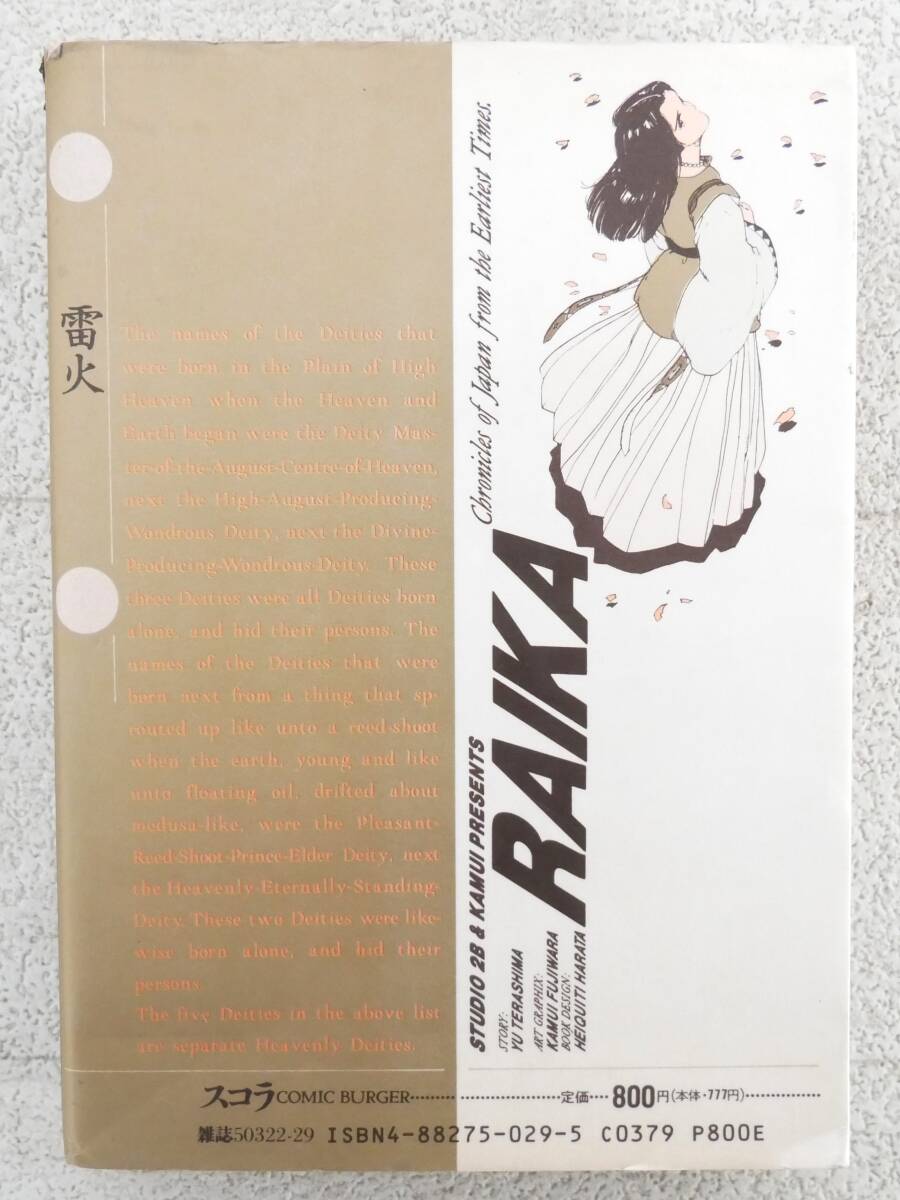 雷火
The names of the Deities that
were born in the Plain of High
Heaven when the Heaven and
Earth began were the Deity Mas-
ter-of-the-August-Centre-of-Heaven,
next the High-August-Producing-
Wondrous Deity, next the Divine-
Producing-Wondrous-Deity. These
three Deities were all Deities born
alone, and hid their persons. The
names of the Deities that were
born next from a thing that sp-
routed up like unto a reed-shoot
when the earth, young and like
unto floating oil, drifted about
medusa-like, were the Pleasant-
Reed-Shoot-Prince-Elder Deity, next
the Heavenly-Eternally-Standing-
Deity. These two Deities were like-
wise born alone, and hid their
persons.
The five Deities in the above list
are separate Heavenly Deities.
Chronicles of Japan from the Earliest Times.
RAIKA
STUDIO 2B & KAMUI PRESENTS
STORY:
YU TERASHIMA
ART GRAPHIX:
KAMUI FUJIWARA
BOOK DESIGN:
HEIQUITI HARATA
スコラ COMIC BURGER 定価 800円(本体・777円)
雑誌50322-29 ISBN4-88275-029-5 C0379 P800E